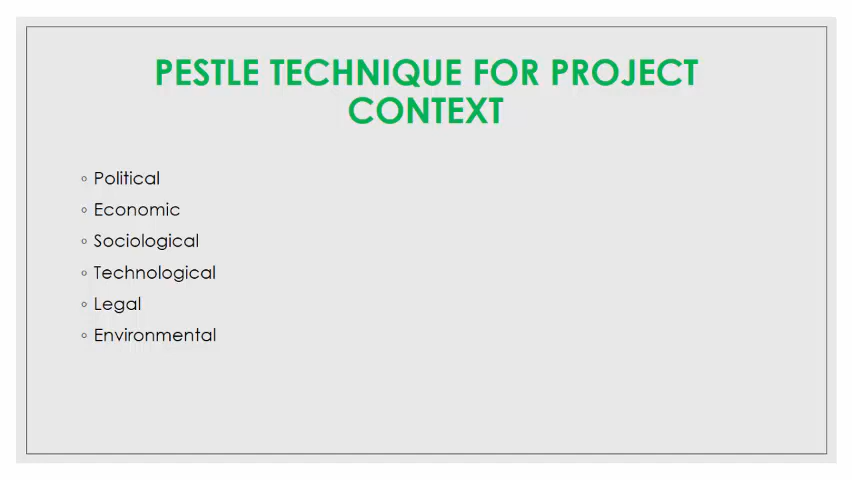 PESTLE TECHNIQUE FOR PROJECT
CONTEXT
◦ Political
◦ Economic
◦ Sociological
◦ Technological
◦ Legal
◦ Environmental